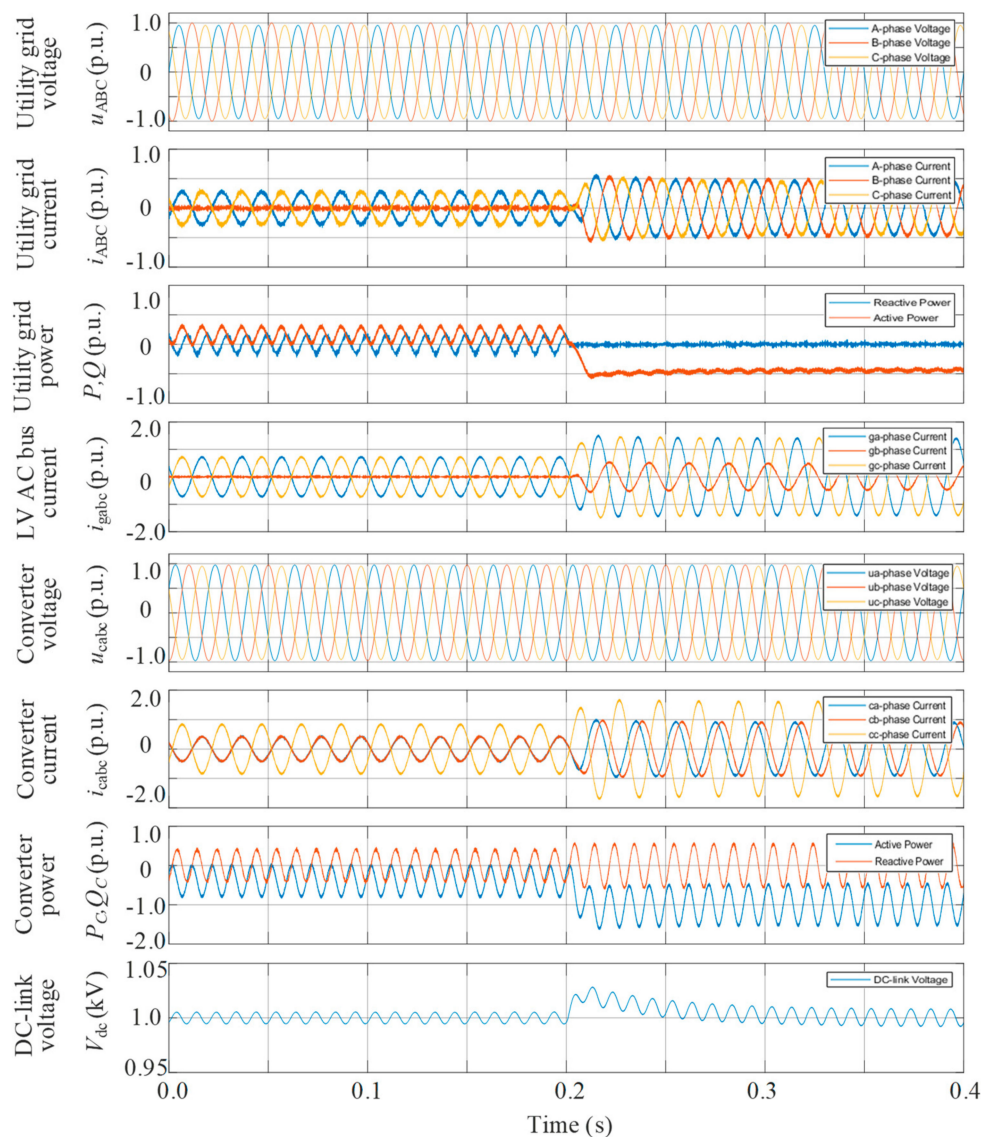 Utility grid
voltage
u_ABC (p.u.)
1.0
0
-1.0
A-phase Voltage
B-phase Voltage
C-phase Voltage
Utility grid
current
i_ABC (p.u.)
1.0
0
-1.0
A-phase Current
B-phase Current
C-phase Current
Utility grid
power
P,Q (p.u.)
1.0
0
-1.0
Reactive Power
Active Power
LV AC bus
current
i_gabc (p.u.)
2.0
0
-2.0
ga-phase Current
gb-phase Current
gc-phase Current
Converter
voltage
u_cabc (p.u.)
1.0
0
-1.0
ua-phase Voltage
ub-phase Voltage
uc-phase Voltage
Converter
current
i_cabc (p.u.)
2.0
0
-2.0
ca-phase Current
cb-phase Current
cc-phase Current
Converter
power
P_C,Q_C (p.u.)
1.0
0
-1.0
-2.0
Active Power
Reactive Power
DC-link
voltage
V_dc (kV)
1.05
1.0
0.95
DC-link Voltage
0.0 0.1 0.2 0.3 0.4
Time (s)